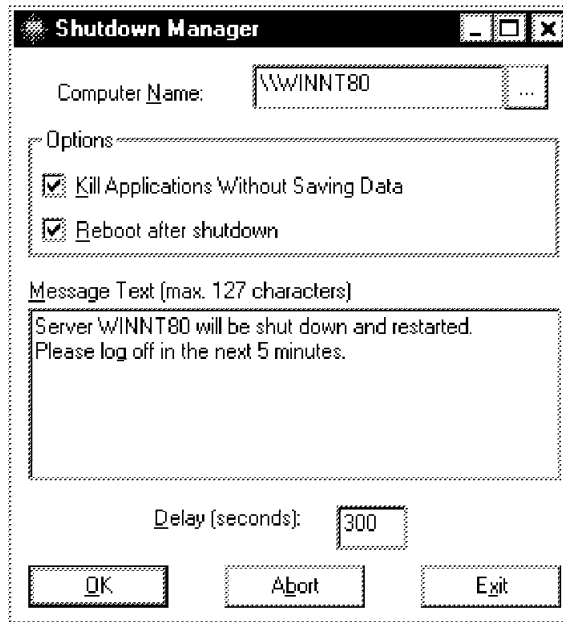 Shutdown Manager
Computer Name: \\WINNT80 ...
Options
Kill Applications Without Saving Data
Reboot after shutdown
Message Text (max. 127 characters)
Server WINNT80 will be shut down and restarted.
Please log off in the next 5 minutes.
Delay (seconds): 300
OK Abort Exit